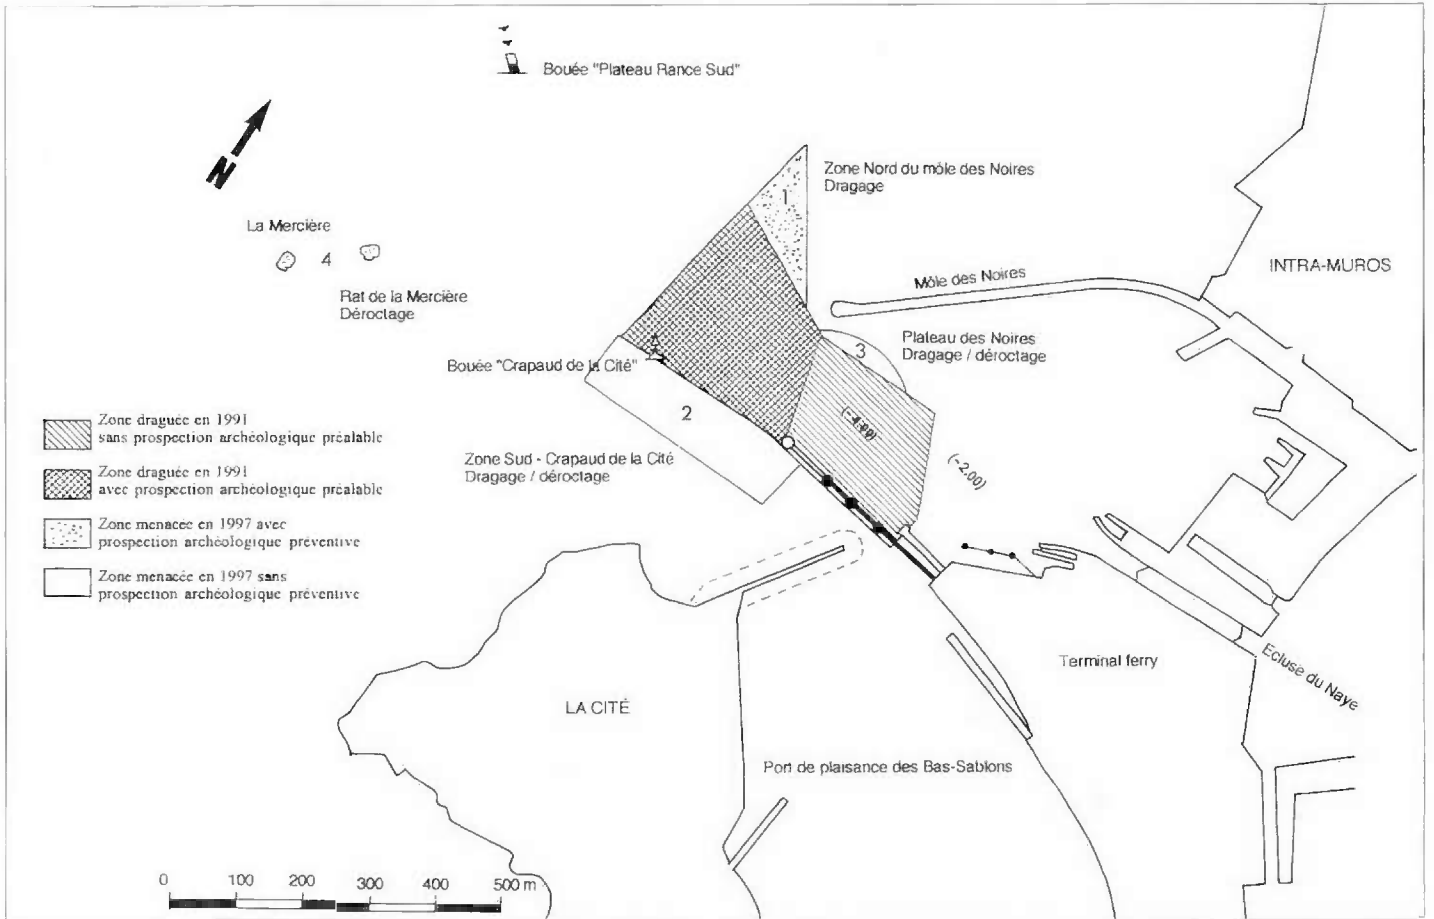 Bouée "Plateau Rance Sud"
N
Zone Nord du môle des Noires
Dragage
1
La Mercière
4
INTRA-MUROS
Môle des Noires
Rat de la Mercière
Déroctage
Plateau des Noires
Dragage / déroctage
3
Bouée "Crapaud de la Cité"
2
(-4.00)
Zone draguée en 1991
sans prospection archéologique préalable
Zone Sud - Crapaud de la Cité
Dragage / déroctage
(-2.00)
Zone draguée en 1991
avec prospection archéologique préalable
Zone menacée en 1997 avec
prospection archéologique préventive
Zone menacée en 1997 sans
prospection archéologique préventive
Terminal ferry
Ecluse du Naye
LA CITÉ
Port de plaisance des Bas-Sablons
0 100 200 300 400 500 m